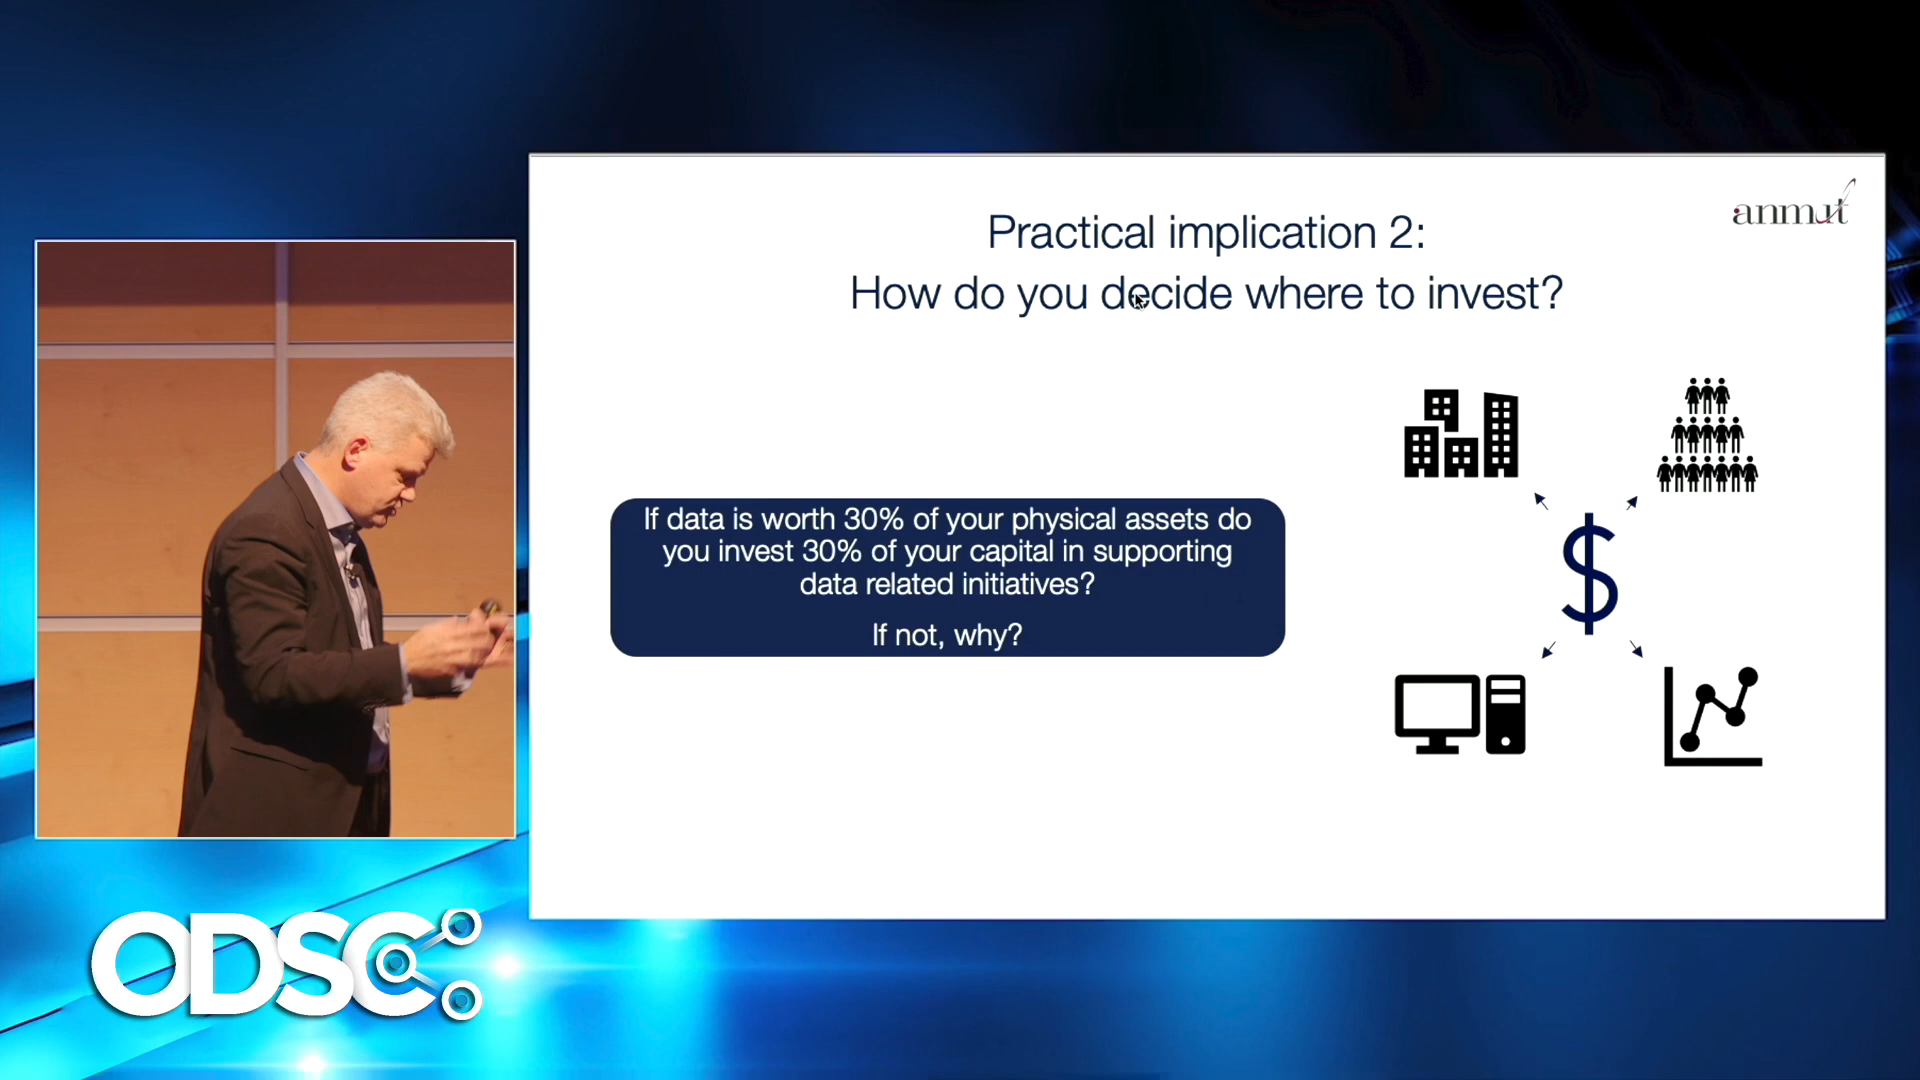 anmut
Practical implication 2:
How do you decide where to invest?
If data is worth 30% of your physical assets do
you invest 30% of your capital in supporting
data related initiatives?
If not, why?
$
ODSC